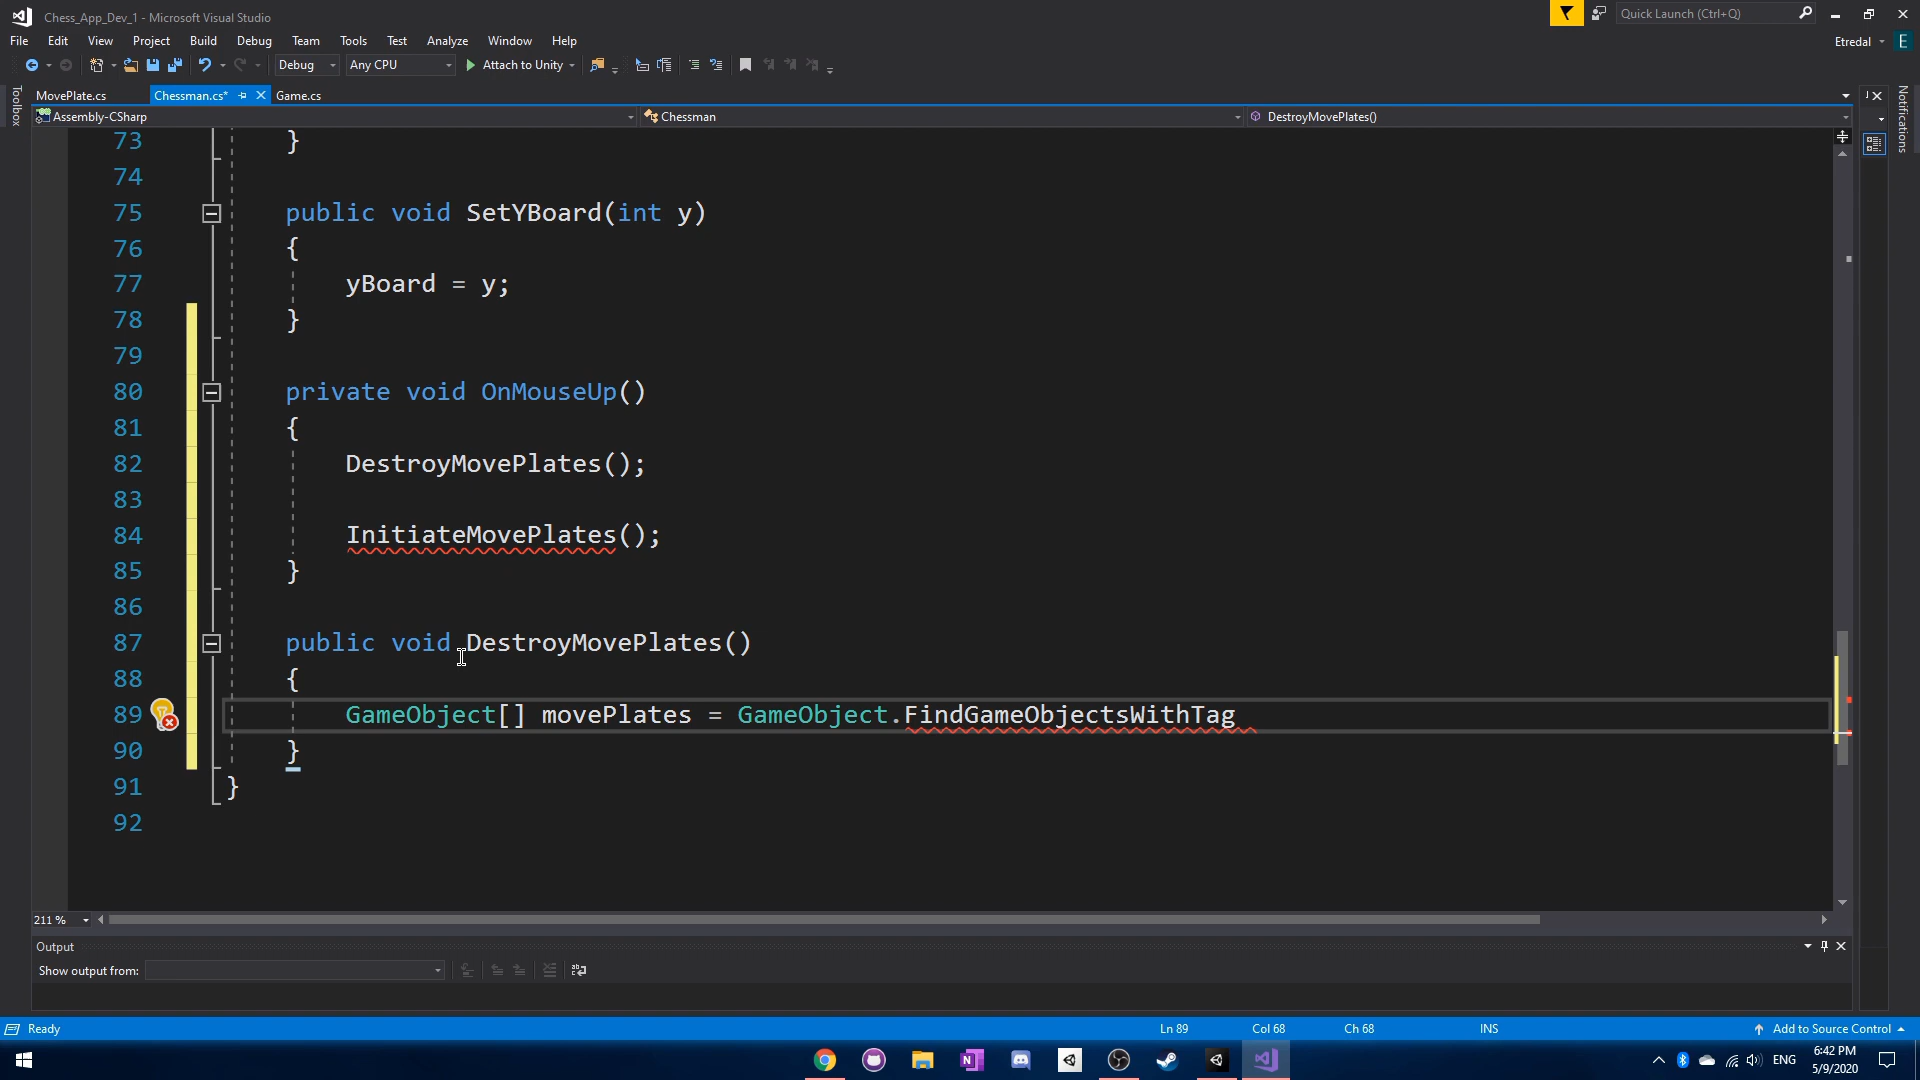 Chess_App_Dev_1 - Microsoft Visual Studio
Quick Launch (Ctrl+Q)
File Edit View Project Build Debug Team Tools Test Analyze Window Help
Etredal E
Debug Any CPU Attach to Unity
Toolbox
MovePlate.cs Chessman.cs* Game.cs
Notifications
Assembly-CSharp Chessman DestroyMovePlates()
73 }
74
75 public void SetYBoard(int y)
76 {
77 yBoard = y;
78 }
79
80 private void OnMouseUp()
81 {
82 DestroyMovePlates();
83
84 InitiateMovePlates();
85 }
86
87 public void DestroyMovePlates()
88 {
89 GameObject[] movePlates = GameObject.FindGameObjectsWithTag
90 }
91 }
92
211 %
Output
Show output from:
Ready Ln 89 Col 68 Ch 68 INS Add to Source Control
ENG 6:42 PM
5/9/2020